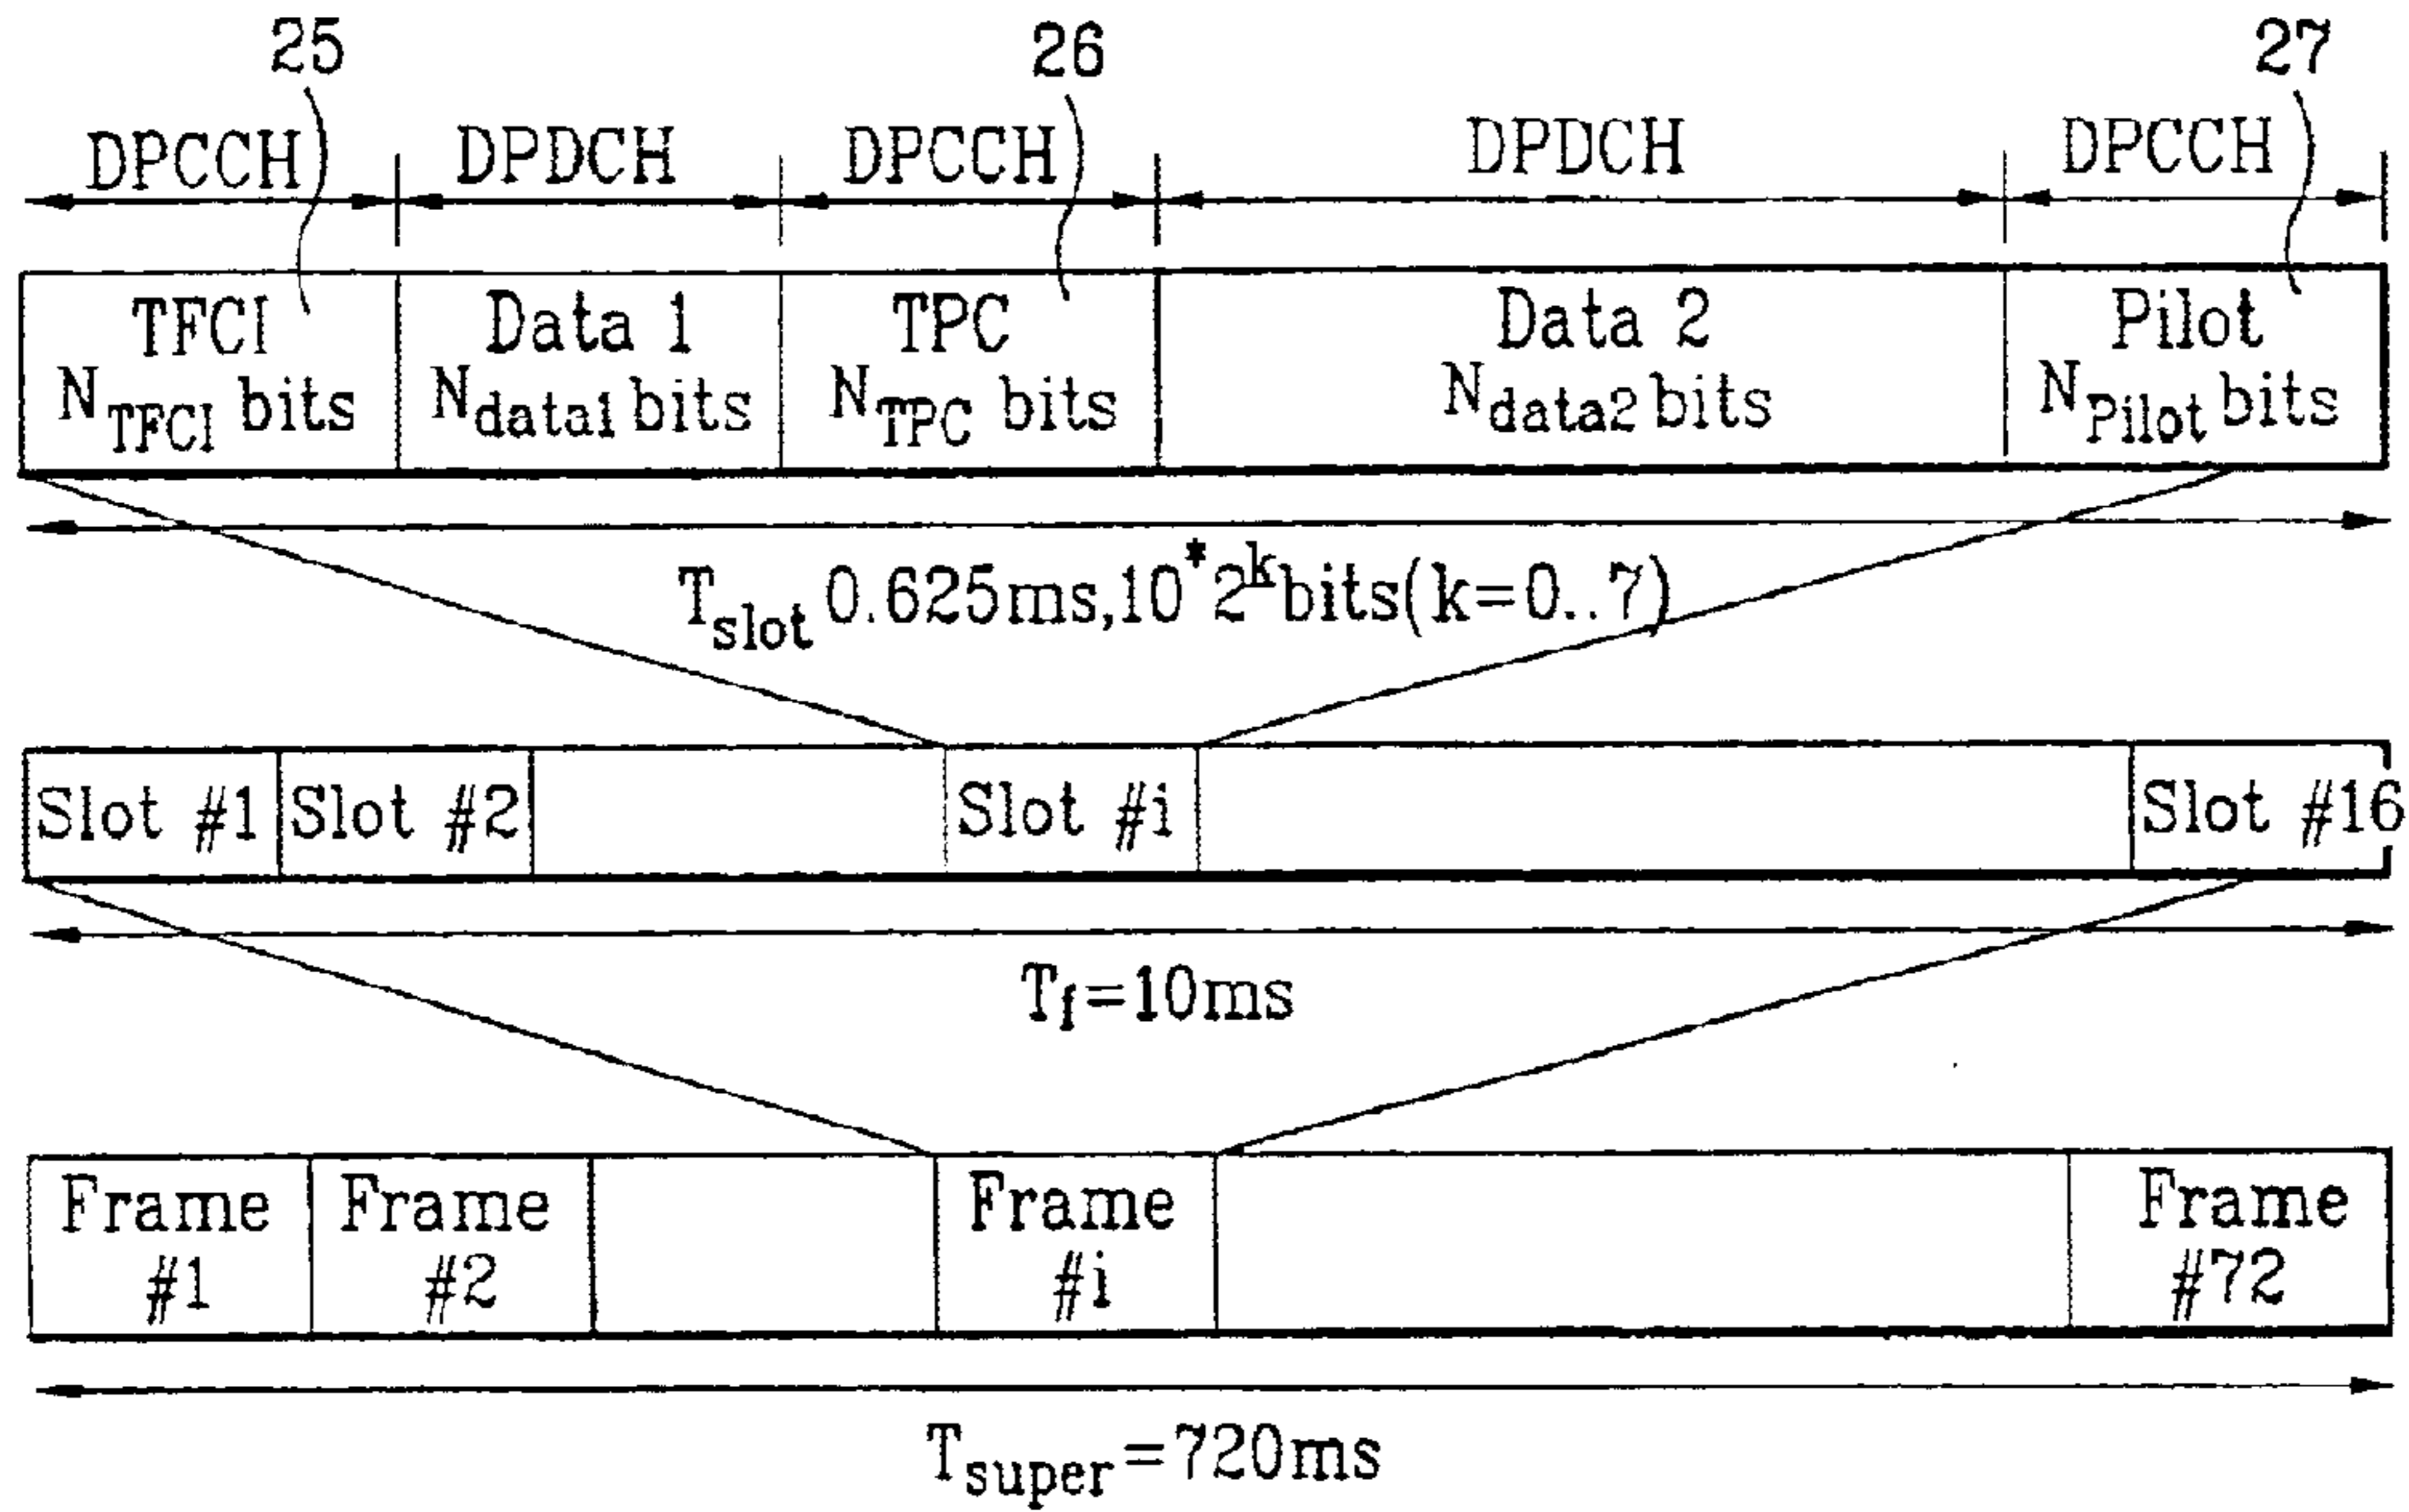 25 26 27
DPCCH DPDCH DPCCH DPDCH DPCCH
TFCI Data 1 TPC Data 2 Pilot
N_TFCI bits N_data1 bits N_TPC bits N_data2 bits N_Pilot bits
T_slot 0.625ms,10*2^k bits(k=0..7)
Slot #1 Slot #2 Slot #i Slot #16
T_f=10ms
Frame Frame Frame Frame
#1 #2 #i #72
T_super=720ms